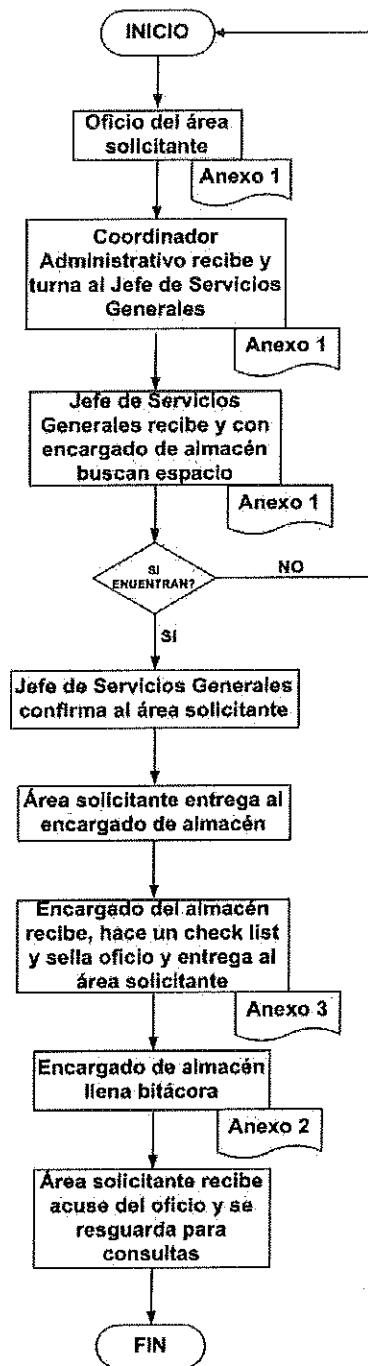 INICIO
Oficio del área
solicitante
Anexo 1
Coordinador
Administrativo recibe y
turna al Jefe de Servicios
Generales
Anexo 1
Jefe de Servicios
Generales recibe y con
encargado de almacén
buscan espacio
Anexo 1
SI
ENUENTRAN?
NO
SÍ
Jefe de Servicios Generales
confirma al área solicitante
Área solicitante entrega al
encargado de almacén
Encargado del almacén
recibe, hace un check list
y sella oficio y entrega al
área solicitante
Anexo 3
Encargado de almacén
llena bitácora
Anexo 2
Área solicitante recibe
acuse del oficio y se
resguarda para
consultas
FIN